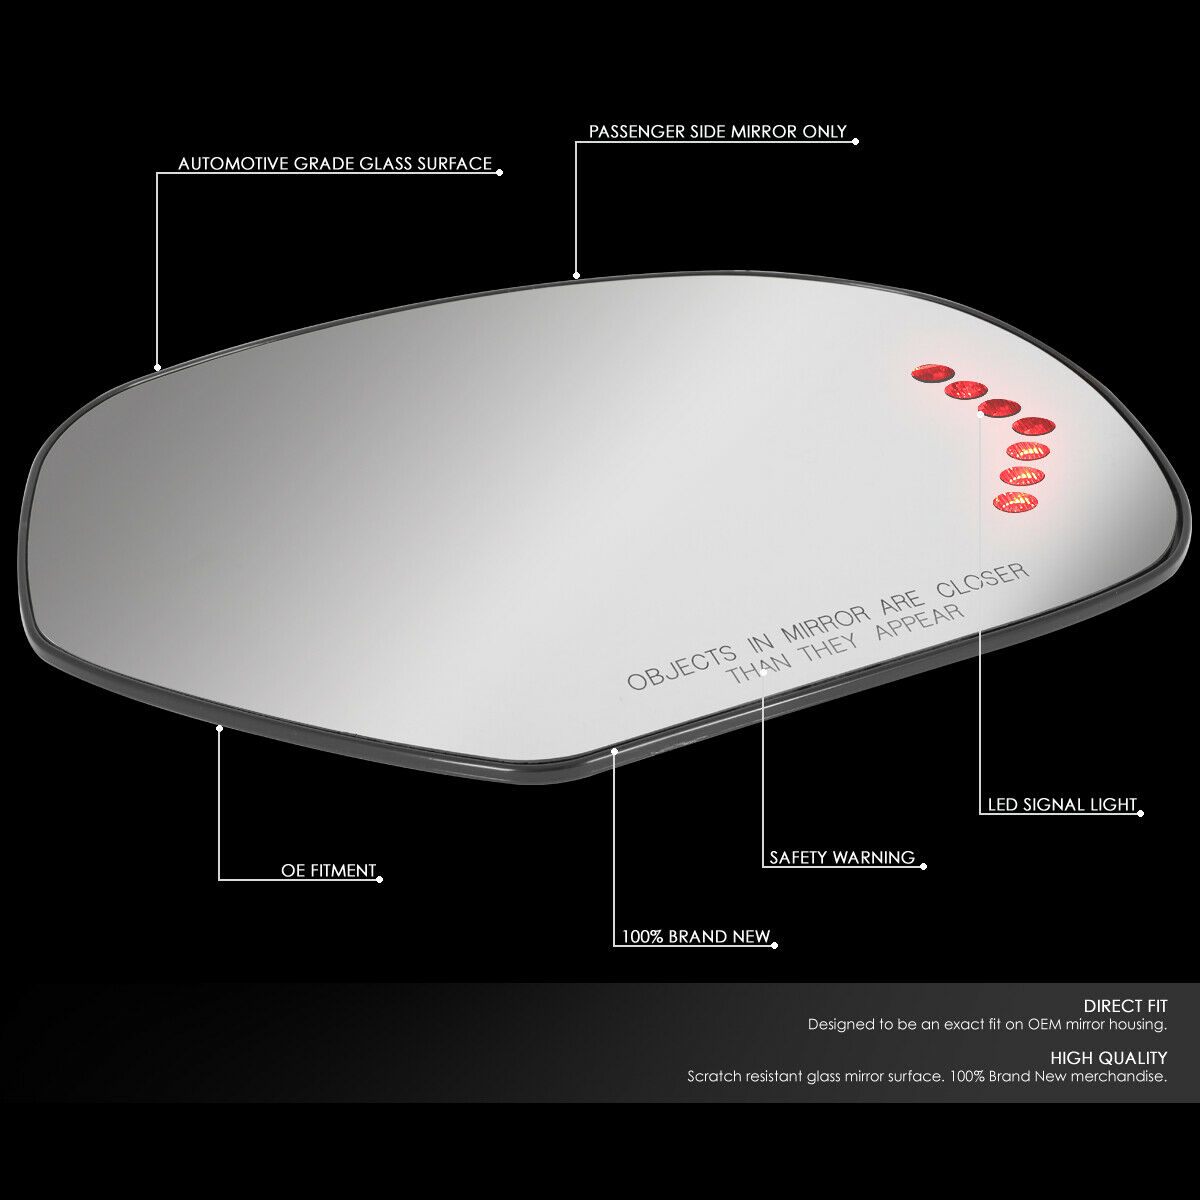 PASSENGER SIDE MIRROR ONLY
AUTOMOTIVE GRADE GLASS SURFACE
OBJECTS IN MIRROR ARE CLOSER
THAN THEY APPEAR
LED SIGNAL LIGHT
SAFETY WARNING
OE FITMENT
100% BRAND NEW
DIRECT FIT
Designed to be an exact fit on OEM mirror housing.
HIGH QUALITY
Scratch resistant glass mirror surface. 100% Brand New merchandise.